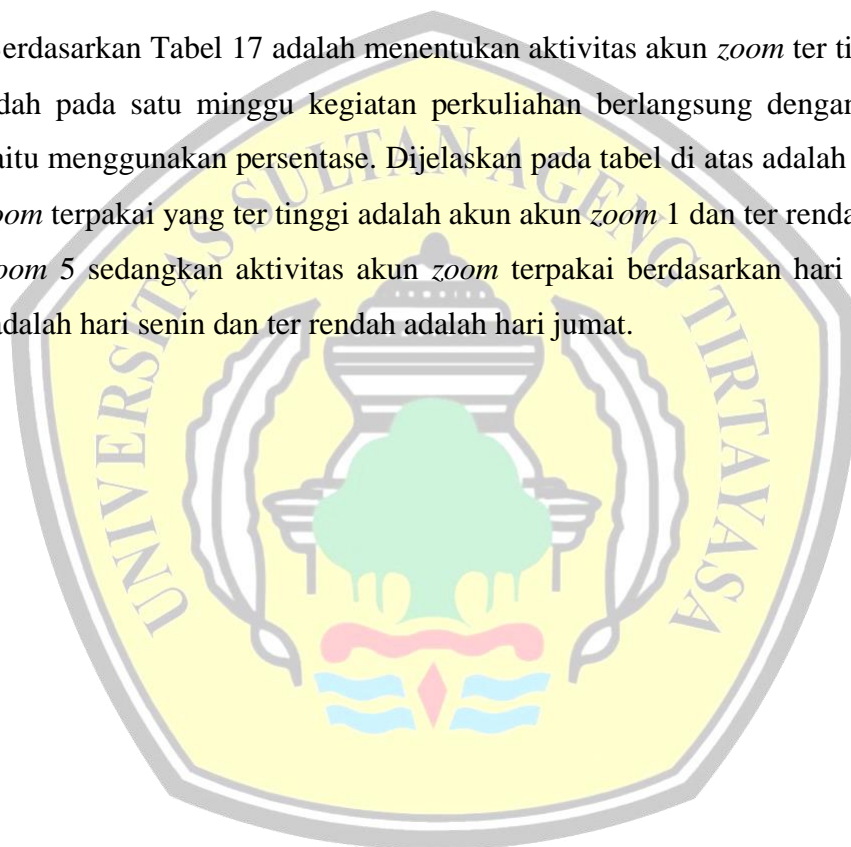 erdasarkan Tabel 17 adalah menentukan aktivitas akun zoom ter ti
dah pada satu minggu kegiatan perkuliahan berlangsung dengan
aitu menggunakan persentase. Dijelaskan pada tabel di atas adalah
oom terpakai yang ter tinggi adalah akun akun zoom 1 dan ter renda
oom 5 sedangkan aktivitas akun zoom terpakai berdasarkan hari
adalah hari senin dan ter rendah adalah hari jumat.
UNIVERSITAS SULTAN AGENG TIRTAYASA